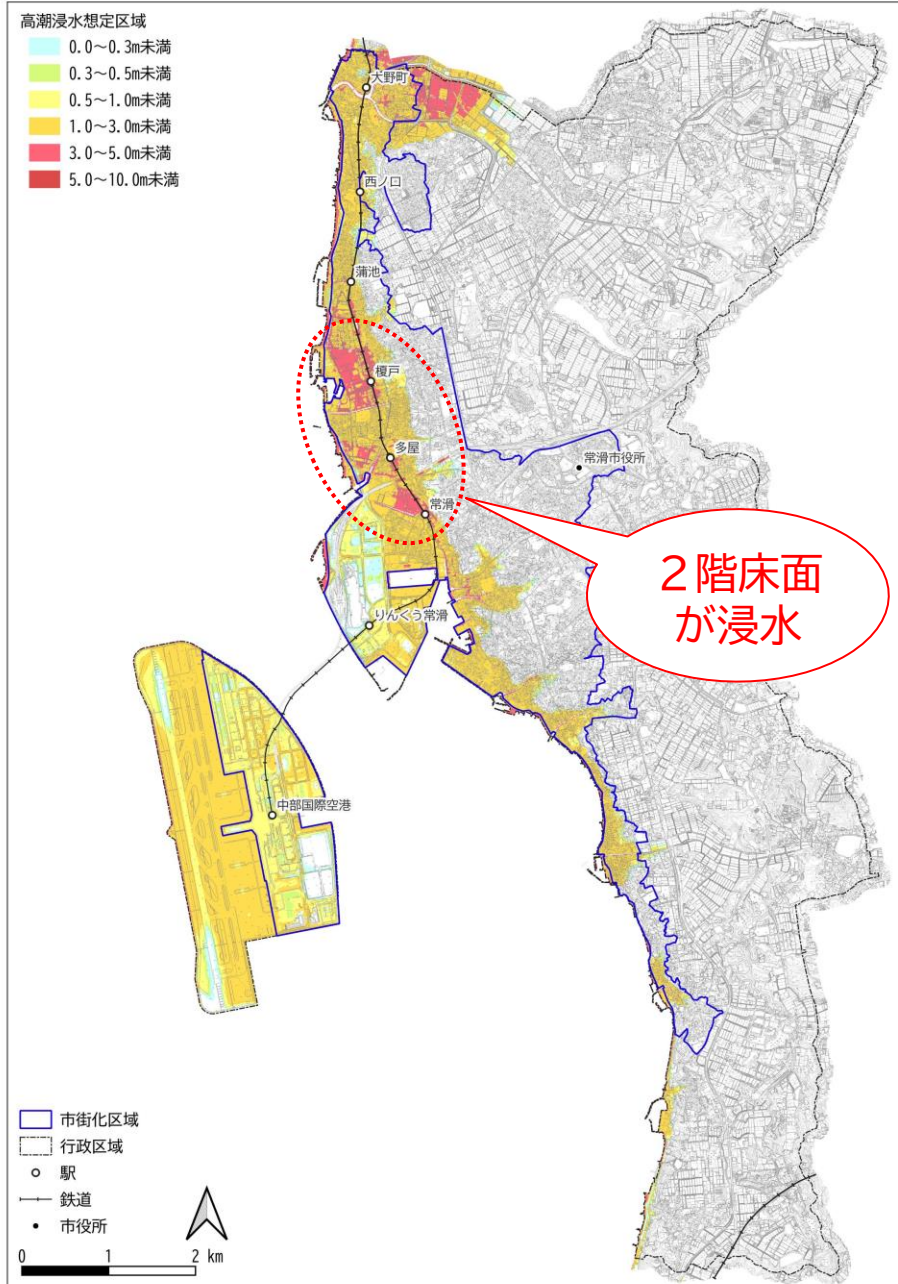 高潮浸水想定区域
0.0～0.3m未満
0.3～0.5m未満
0.5～1.0m未満
1.0～3.0m未満
3.0～5.0m未満
5.0～10.0m未満
大野町
西ノ口
蒲池
榎戸
多屋
常滑市役所
常滑
２階床面
が浸水
りんくう常滑
中部国際空港
市街化区域
行政区域
駅
鉄道
市役所
0 1 2 km